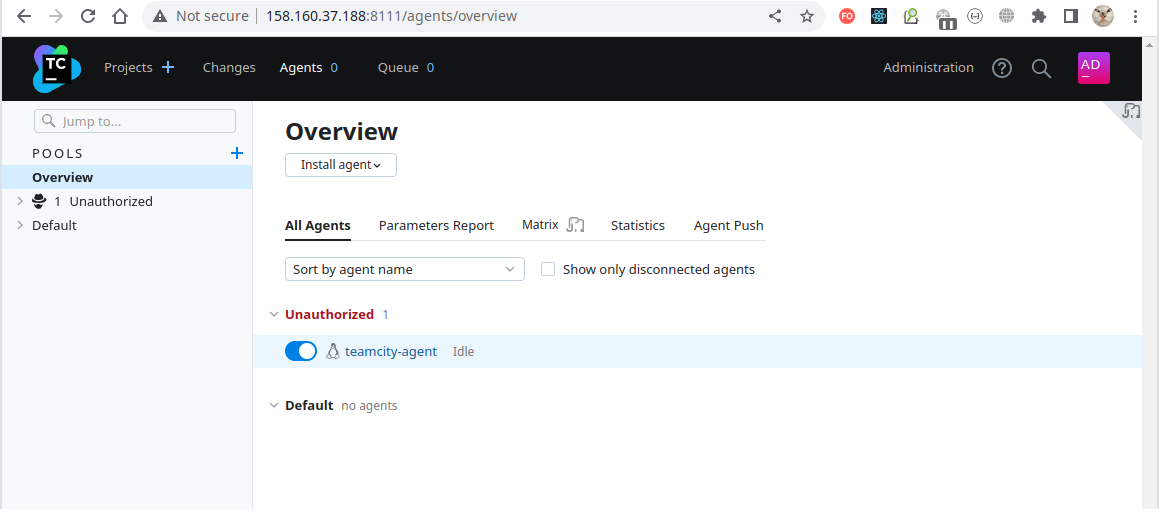 Not secure 158.160.37.188:8111/agents/overview
FO
TC Projects Changes Agents 0 Queue 0 Administration AD
Jump to...
Overview
POOLS
Install agent
Overview
1 Unauthorized
Default
All Agents Parameters Report Matrix Statistics Agent Push
Sort by agent name Show only disconnected agents
Unauthorized 1
teamcity-agent Idle
Default no agents